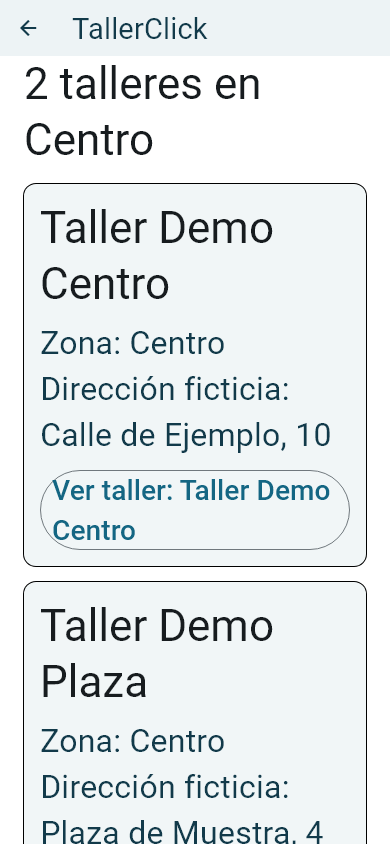 TallerClick
2 talleres en
Centro
Taller Demo
Centro
Zona: Centro
Dirección ficticia:
Calle de Ejemplo, 10
Ver taller: Taller Demo
Centro
Taller Demo
Plaza
Zona: Centro
Dirección ficticia:
Plaza de Muestra, 4